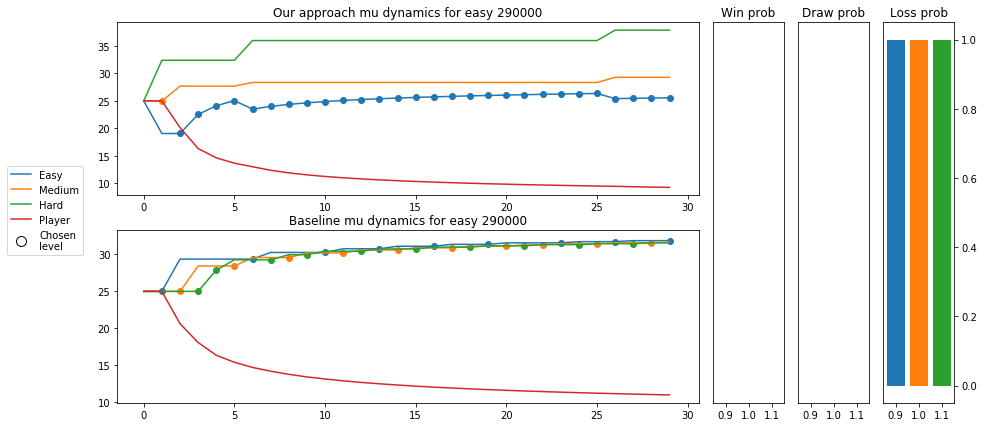 Our approach mu dynamics for easy 290000
35
30
25
20
15
10
0 5 10 15 20 25 30
Baseline mu dynamics for easy 290000
30
25
20
15
10
0 5 10 15 20 25 30
Easy
Medium
Hard
Player
Chosen
level
Win prob
0.9 1.0 1.1
Draw prob
0.9 1.0 1.1
Loss prob
1.0
0.8
0.6
0.4
0.2
0.0
0.9 1.0 1.1